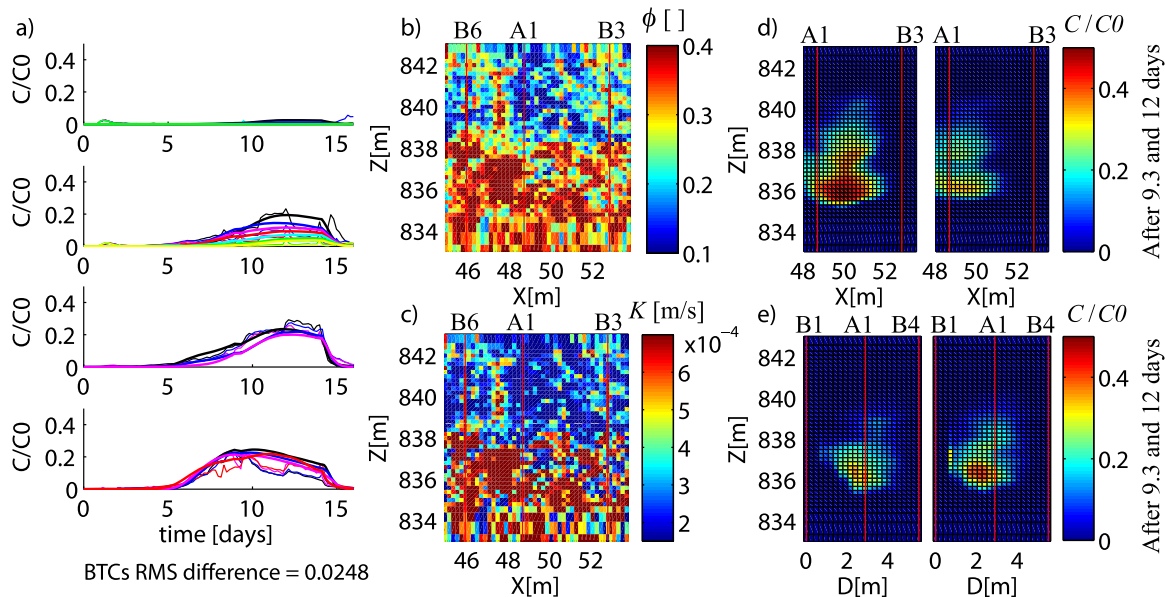 a)
C/C0
0.4
0.2
0
0 5 10 15
C/C0
0.4
0.2
0
0 5 10 15
C/C0
0.4
0.2
0
0 5 10 15
C/C0
0.4
0.2
0
0 5 10 15
time [days]
BTCs RMS difference = 0.0248
b)
B6 A1 B3
ϕ [ ]
Z[m]
842
840
838
836
834
46 48 50 52
X[m]
0.4
0.3
0.2
0.1
c)
K [m/s]
B6 A1 B3
x10⁻⁴
Z[m]
842
840
838
836
834
46 48 50 52
X[m]
8
7
6
5
4
3
2
d)
C/C0
A1 B3 A1 B3
Z[m]
842
840
838
836
834
48 50 52 48 50 52
X[m] X[m]
0.4
0.2
0
After 9.3 and 12 days
e)
C/C0
B1 A1 B4 B1 A1 B4
Z[m]
842
840
838
836
834
0 2 4 0 2 4
D[m] D[m]
0.4
0.2
0
After 9.3 and 12 days